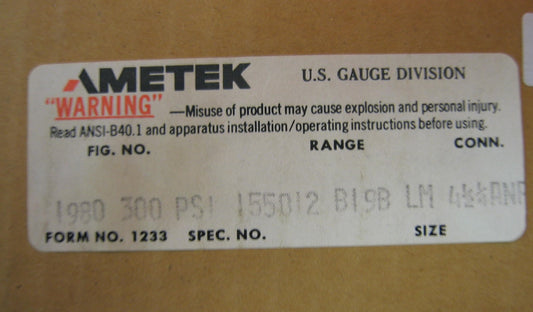 AMETEK U.S. GAUGE DIVISION
"WARNING" —Misuse of product may cause explosion and personal injury.
Read ANSI-B40.1 and apparatus installation/operating instructions before using.
FIG. NO. RANGE CONN.
1980 300 PSI 155012 B19B LM 4½
FORM NO. 1233 SPEC. NO. SIZE